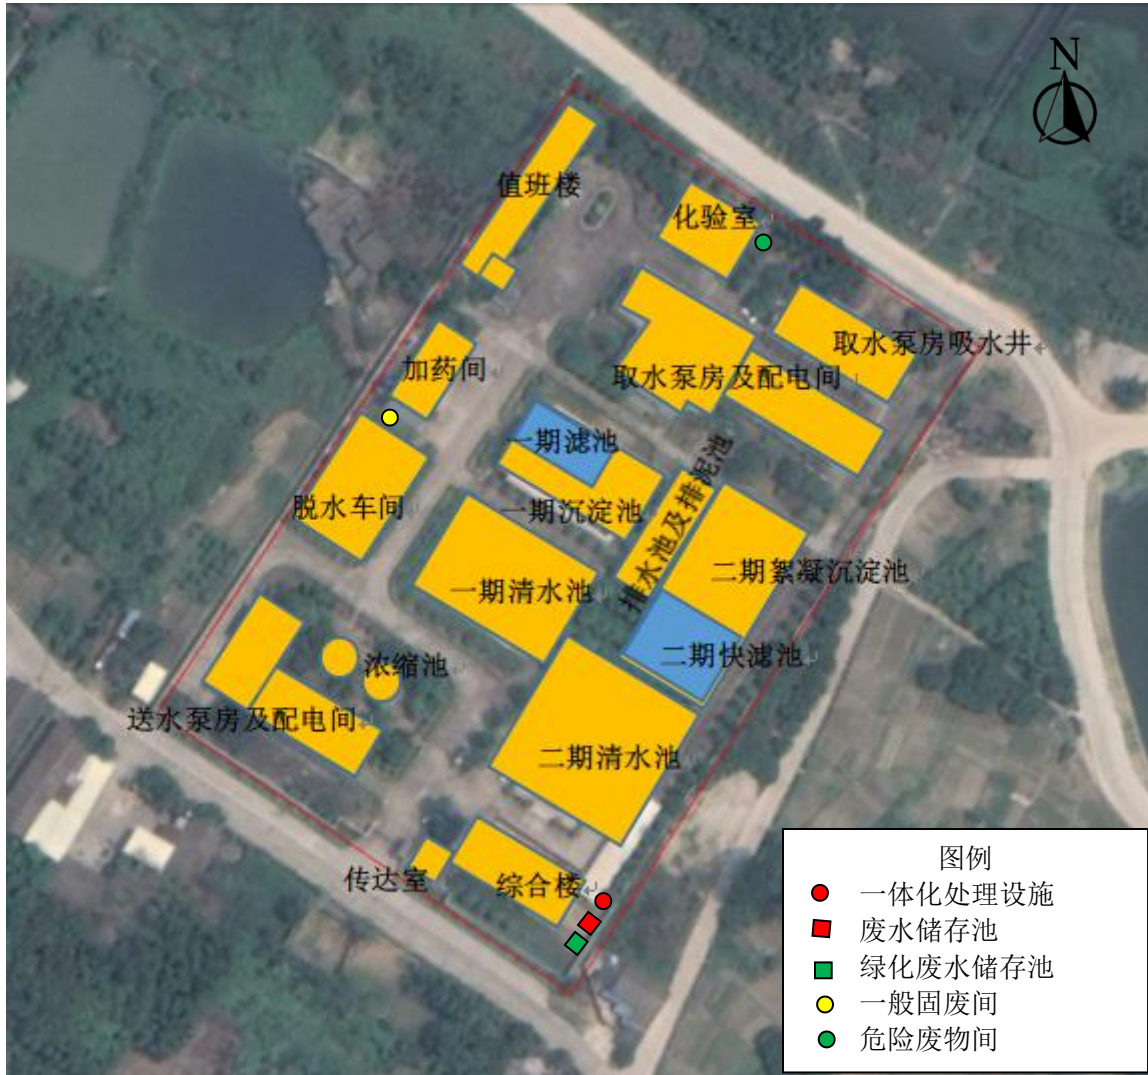 N
值班楼
化验室
取水泵房吸水井
加药间
取水泵房及配电间
一期滤池
排水池及排泥池
脱水车间
一期沉淀池
二期絮凝沉淀池
一期清水池
二期快滤池
浓缩池
送水泵房及配电间
二期清水池
传达室
综合楼
图例
一体化处理设施
废水储存池
绿化废水储存池
一般固废间
危险废物间